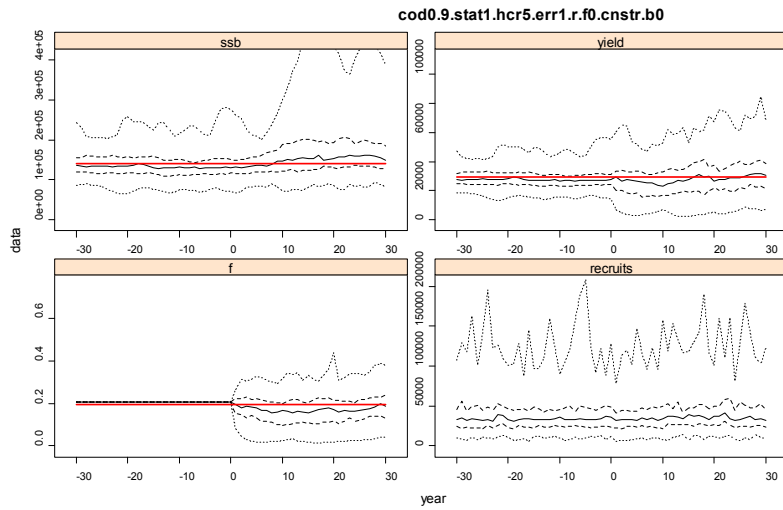 cod0.9.stat1.hcr5.err1.r.f0.cnstr.b0
ssb
yield
0e+00 1e+05 2e+05 3e+05 4e+05
0 20000 60000 100000
-30 -20 -10 0 10 20 30
-30 -20 -10 0 10 20 30
data
f
recruits
0.0 0.2 0.4 0.6
0 50000 100000 150000 200000
-30 -20 -10 0 10 20 30
-30 -20 -10 0 10 20 30
year